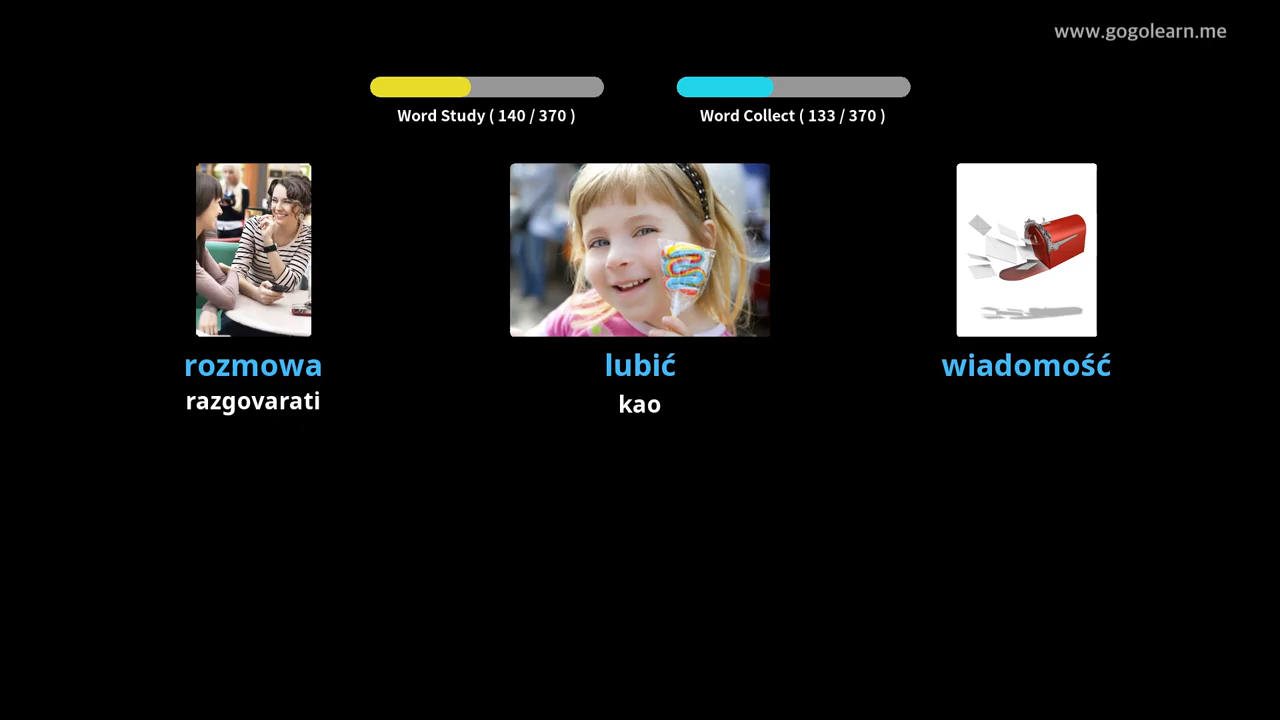 www.gogolearn.me
Word Study ( 140 / 370 )
Word Collect ( 133 / 370 )
rozmowa
razgovarati
lubić
kao
wiadomość